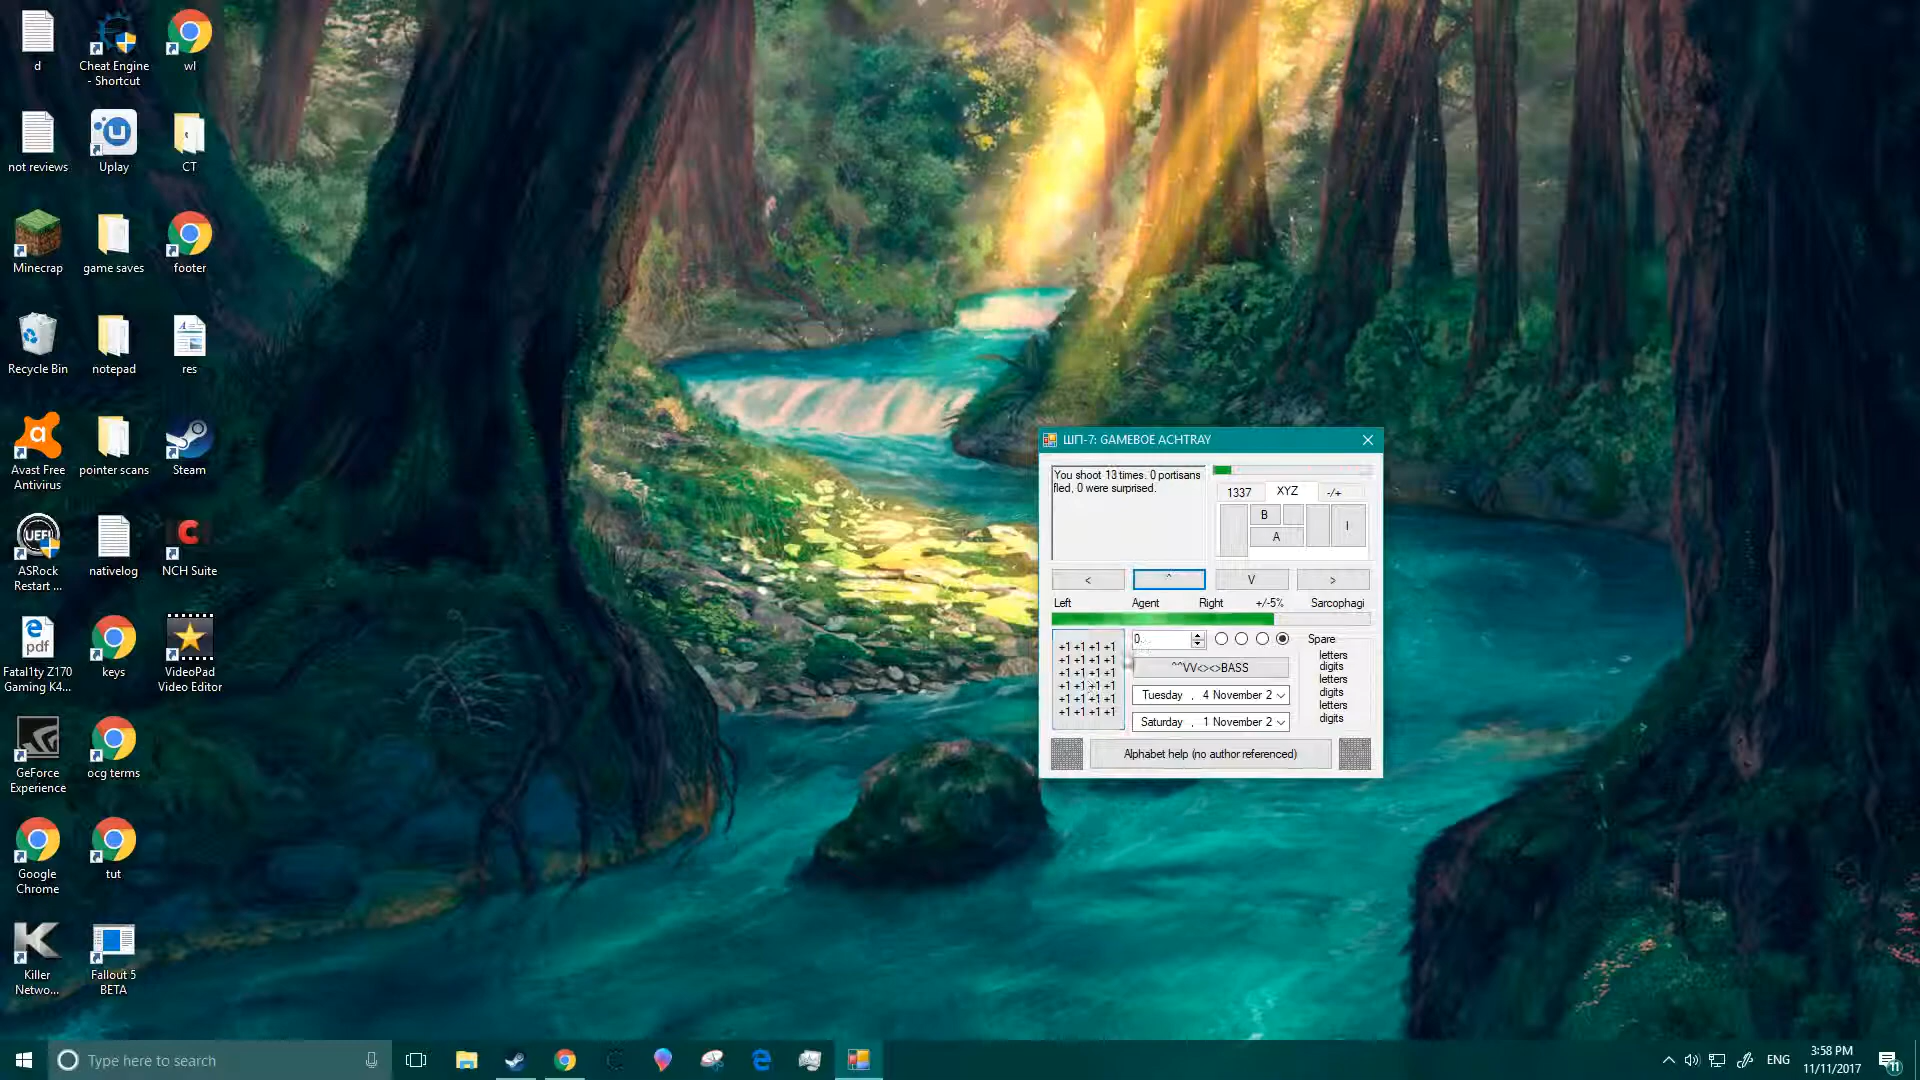 d
Cheat Engine
- Shortcut
wl
not reviews
Uplay
CT
Minecrap
game saves
footer
Recycle Bin
notepad
res
Avast Free
Antivirus
pointer scans
Steam
ASRock
Restart ...
nativelog
NCH Suite
Fatal1ty Z170
Gaming K4...
keys
VideoPad
Video Editor
GeForce
Experience
ocg terms
Google
Chrome
tut
Killer
Netwo...
Fallout 5
BETA
ШП-7: GAMEBOE ACHTRAY
You shoot 13 times. 0 portisans
fled, 0 were surprised.
1337 XYZ -/+
B
A
I
< ^ V >
Left Agent Right +/-5% Sarcophagi
+1 +1 +1 +1
+1 +1 +1 +1
+1 +1 +1 +1
+1 +1 +1 +1
+1 +1 +1 +1
+1 +1 +1 +1
0
^^VV<><>BASS
Tuesday , 4 November 2
Saturday , 1 November 2
Spare
letters
digits
letters
digits
letters
digits
Alphabet help (no author referenced)
Type here to search
ENG
3:58 PM
11/11/2017
11